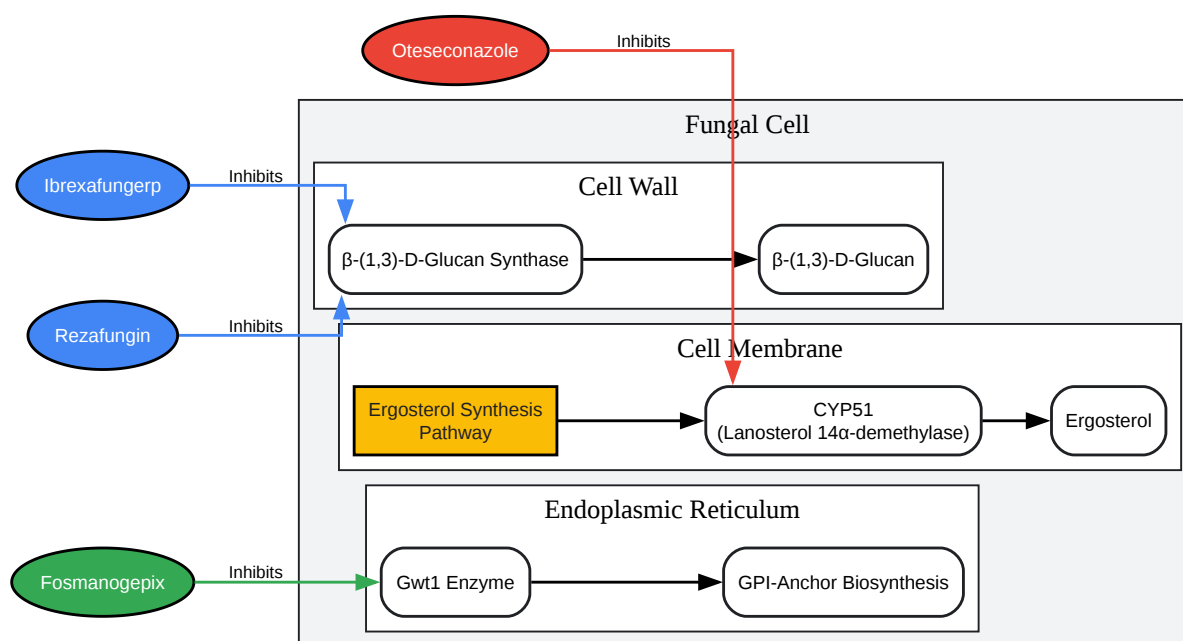 Oteseconazole
Inhibits
Fungal Cell
Cell Wall
Ibrexafungerp
Inhibits
β-(1,3)-D-Glucan Synthase
β-(1,3)-D-Glucan
Rezafungin
Inhibits
Cell Membrane
Ergosterol Synthesis
Pathway
CYP51
(Lanosterol 14α-demethylase)
Ergosterol
Endoplasmic Reticulum
Fosmanogepix
Inhibits
Gwt1 Enzyme
GPI-Anchor Biosynthesis